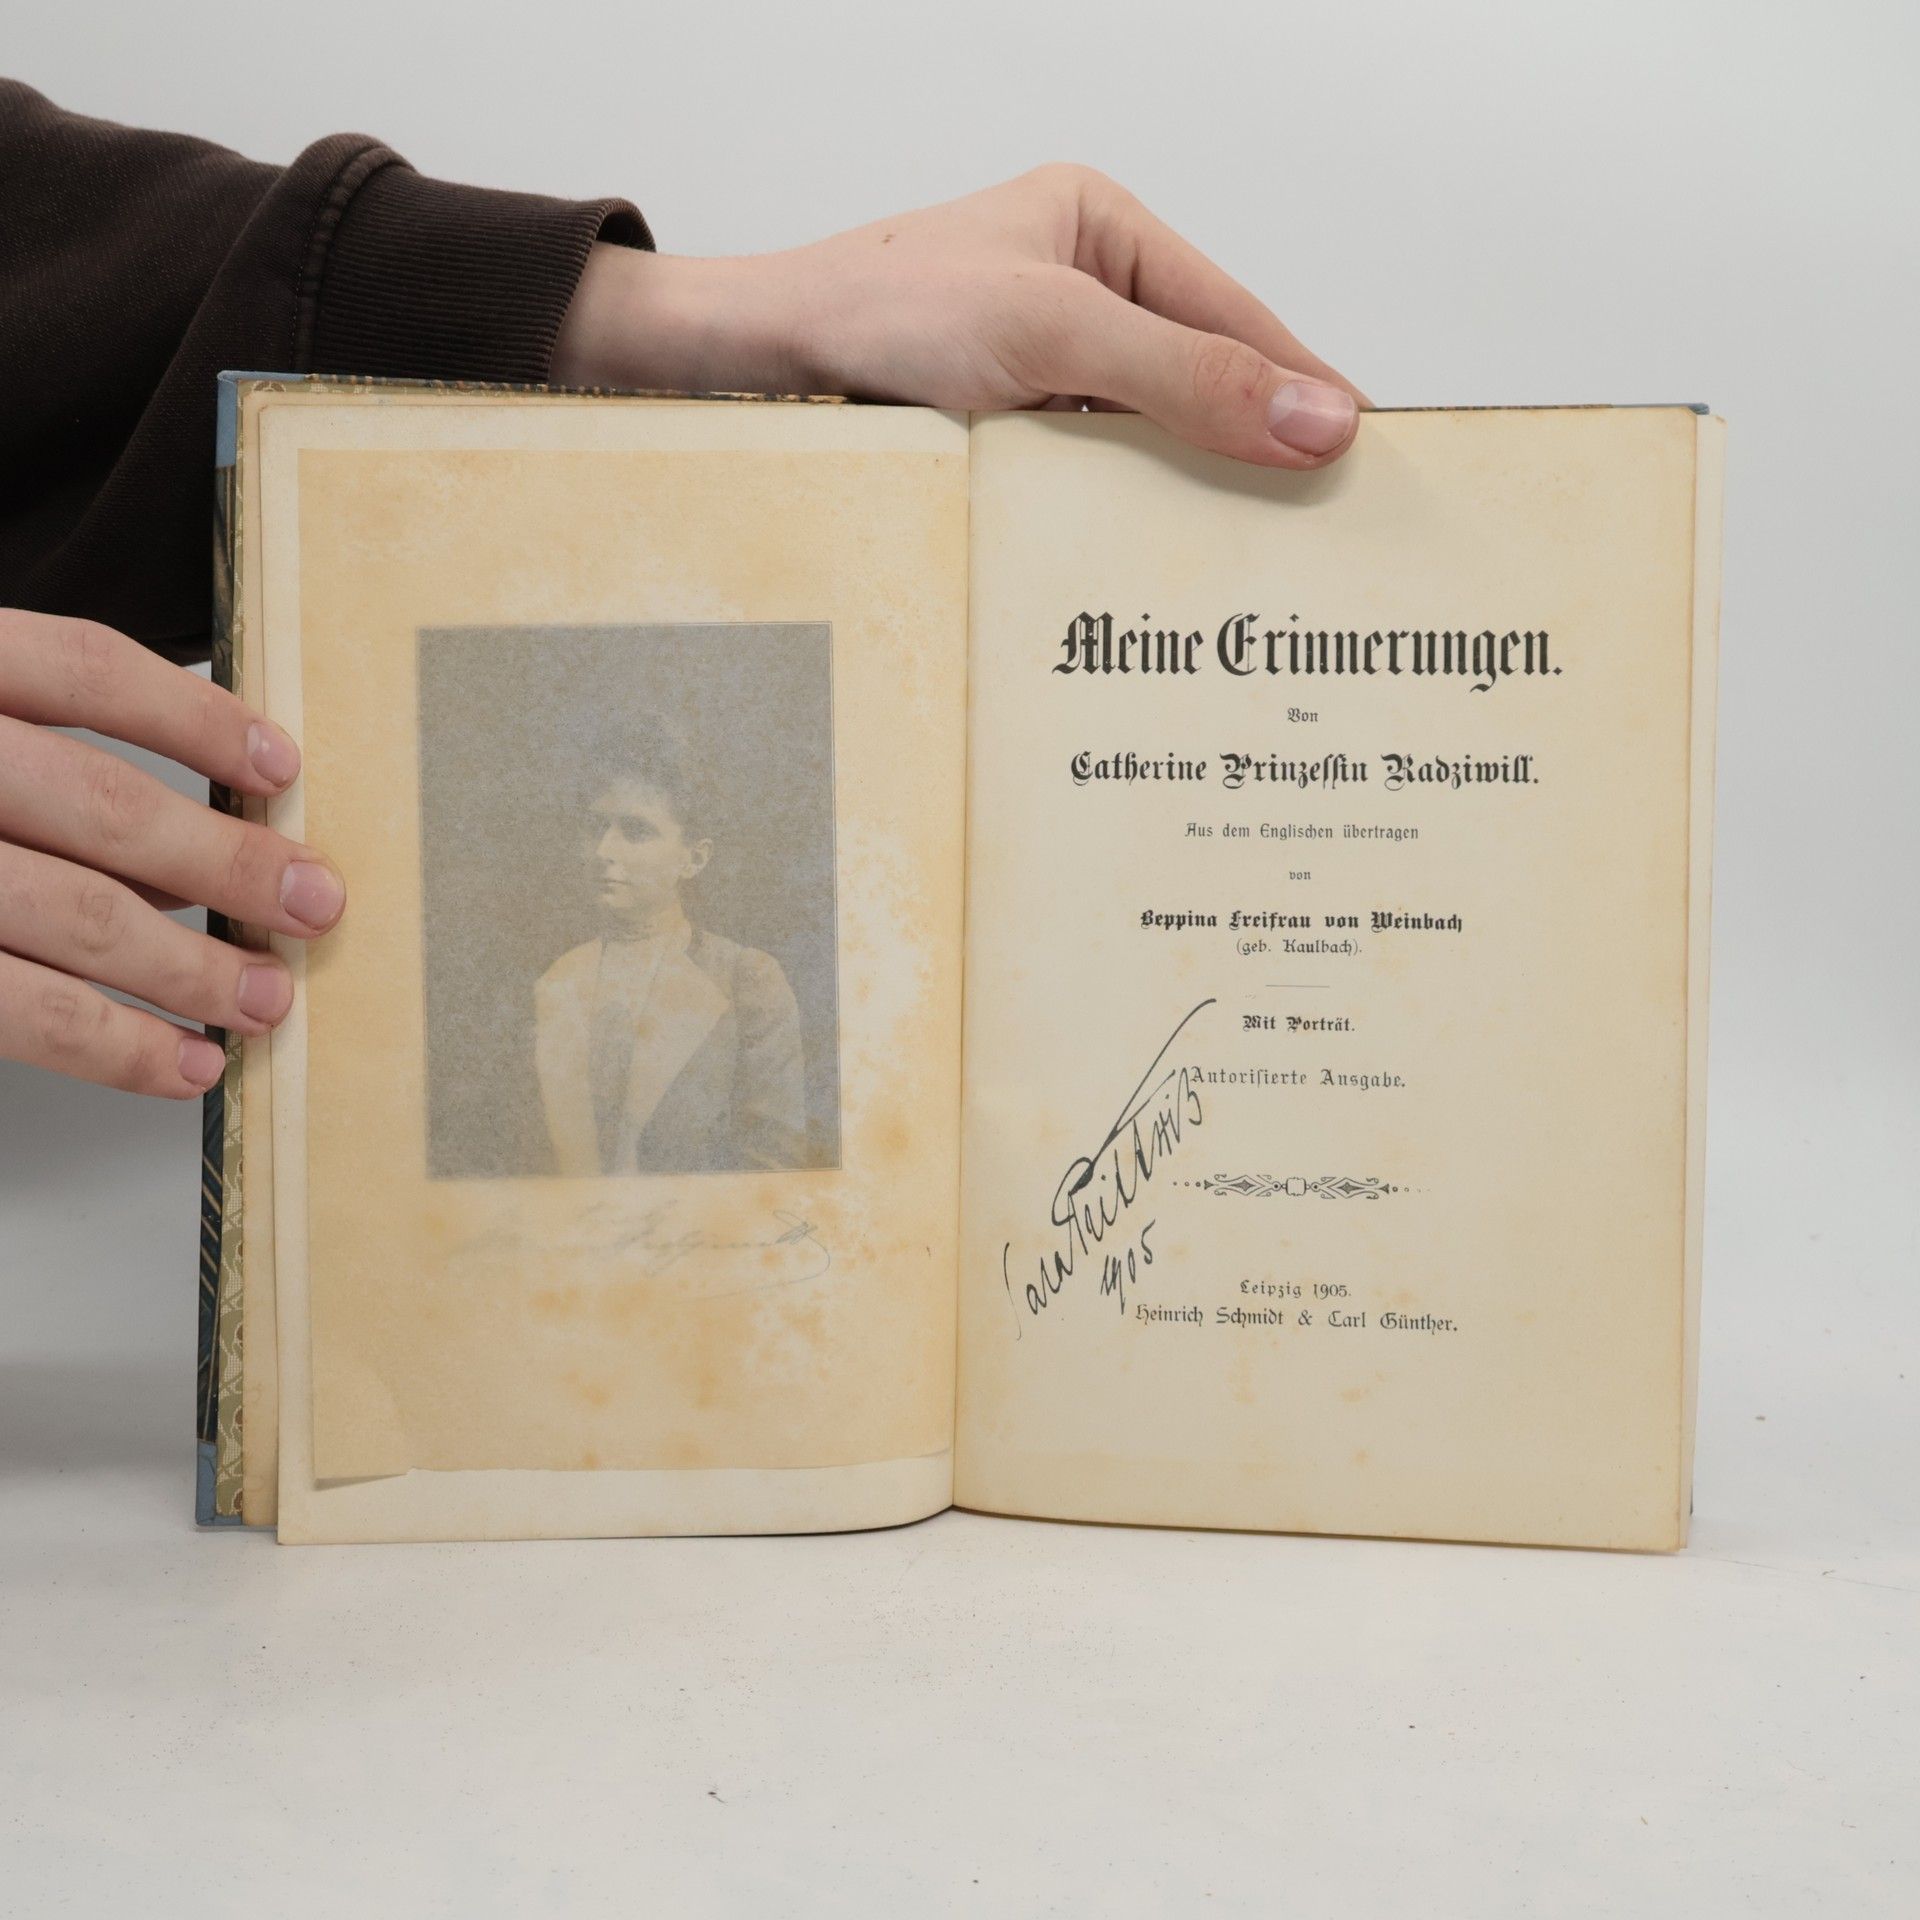 Meine Erinnerungen.
Von
Catherine Prinzessin Radziwill.
Aus dem Englischen übertragen
von
Beppina Freifrau von Weinbach
(geb. Kaulbach).
Mit Porträt.
Autorisierte Ausgabe.
Sara
1905
Leipzig 1905.
Heinrich Schmidt & Carl Günther.